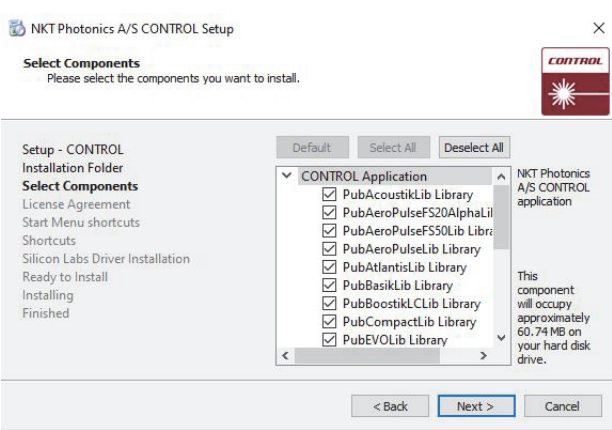 NKT Photonics A/S CONTROL Setup
Select Components
Please select the components you want to install.
CONTROL
Setup - CONTROL
Installation Folder
Select Components
License Agreement
Start Menu shortcuts
Shortcuts
Silicon Labs Driver Installation
Ready to Install
Installing
Finished
Default Select All Deselect All
CONTROL Application
PubAcoustikLib Library
PubAeroPulseFS20AlphaLil
PubAeroPulseFS50Lib Libra
PubAeroPulseLib Library
PubAtlantisLib Library
PubBasikLib Library
PubBoostikLCLib Library
PubCompactLib Library
PubEVOLib Library
NKT Photonics
A/S CONTROL
application
This
component
will occupy
approximately
60.74 MB on
your hard disk
drive.
< Back Next > Cancel